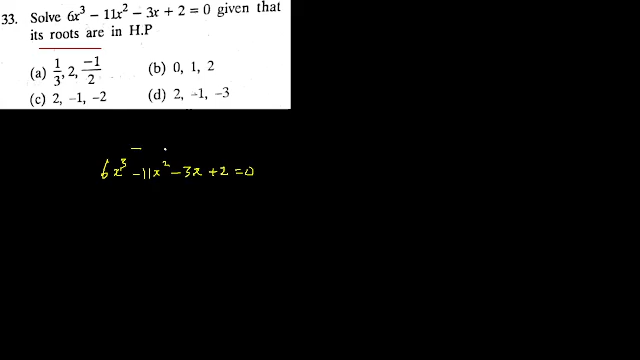 33. Solve 6x³ − 11x² − 3x + 2 = 0 given that
its roots are in H.P
(a) 1/3, 2, −1/2 (b) 0, 1, 2
(c) 2, −1, −2 (d) 2, −1, −3
6x³ − 11x² − 3x + 2 = 0